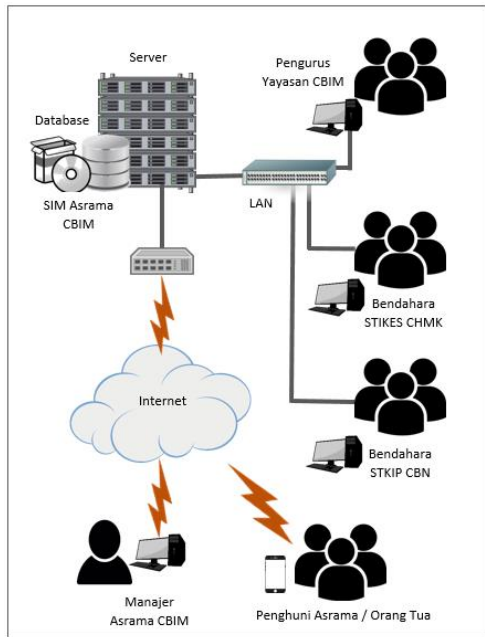 Server
Pengurus
Yayasan CBIM
Database
SIM Asrama
CBIM
LAN
Bendahara
STIKES CHMK
Internet
Bendahara
STKIP CBN
Manajer
Asrama CBIM
Penghuni Asrama / Orang Tua